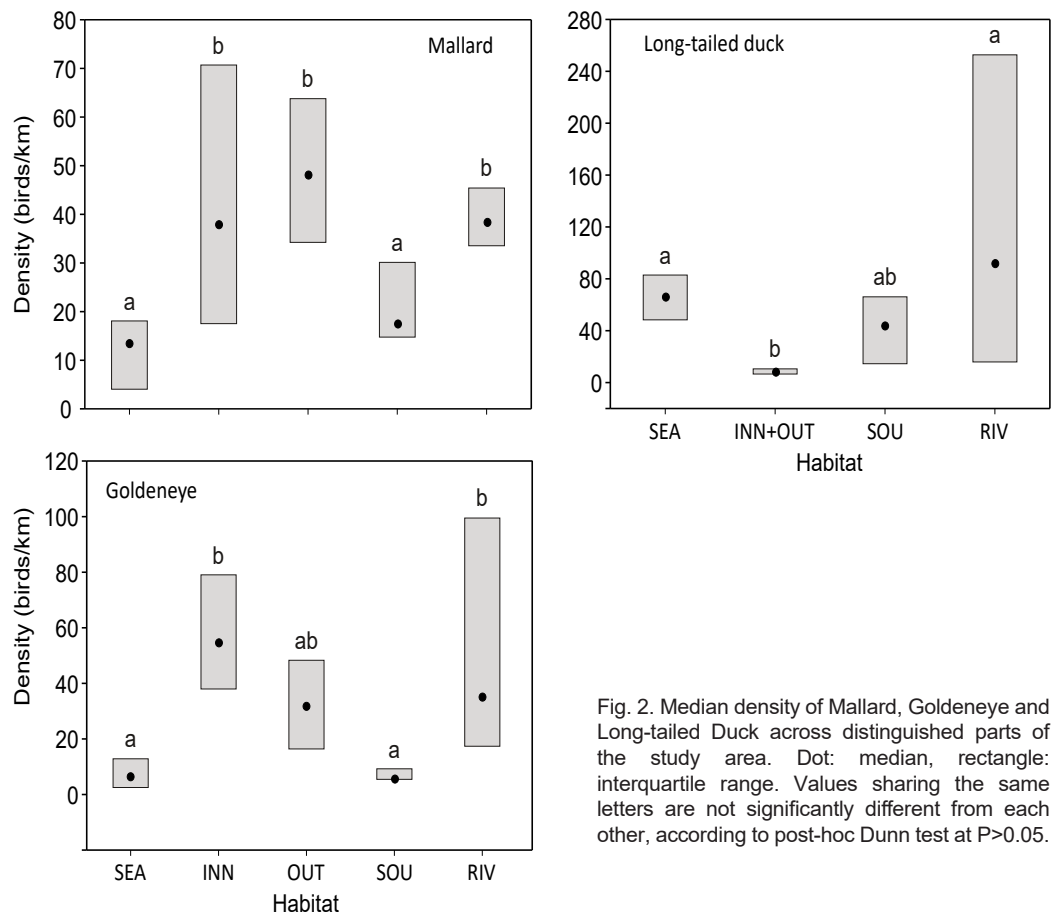 80
70
60
50
40
30
20
10
0
Density (birds/km)
Mallard
a
b
b
a
b
280
240
200
160
120
80
40
0
Long-tailed duck
a
b
ab
a
SEA INN+OUT SOU RIV
Habitat
120
100
80
60
40
20
0
Density (birds/km)
Goldeneye
a
b
ab
a
b
SEA INN OUT SOU RIV
Habitat
Fig. 2. Median density of Mallard, Goldeneye and
Long-tailed Duck across distinguished parts of
the study area. Dot: median, rectangle:
interquartile range. Values sharing the same
letters are not significantly different from each
other, according to post-hoc Dunn test at P>0.05.